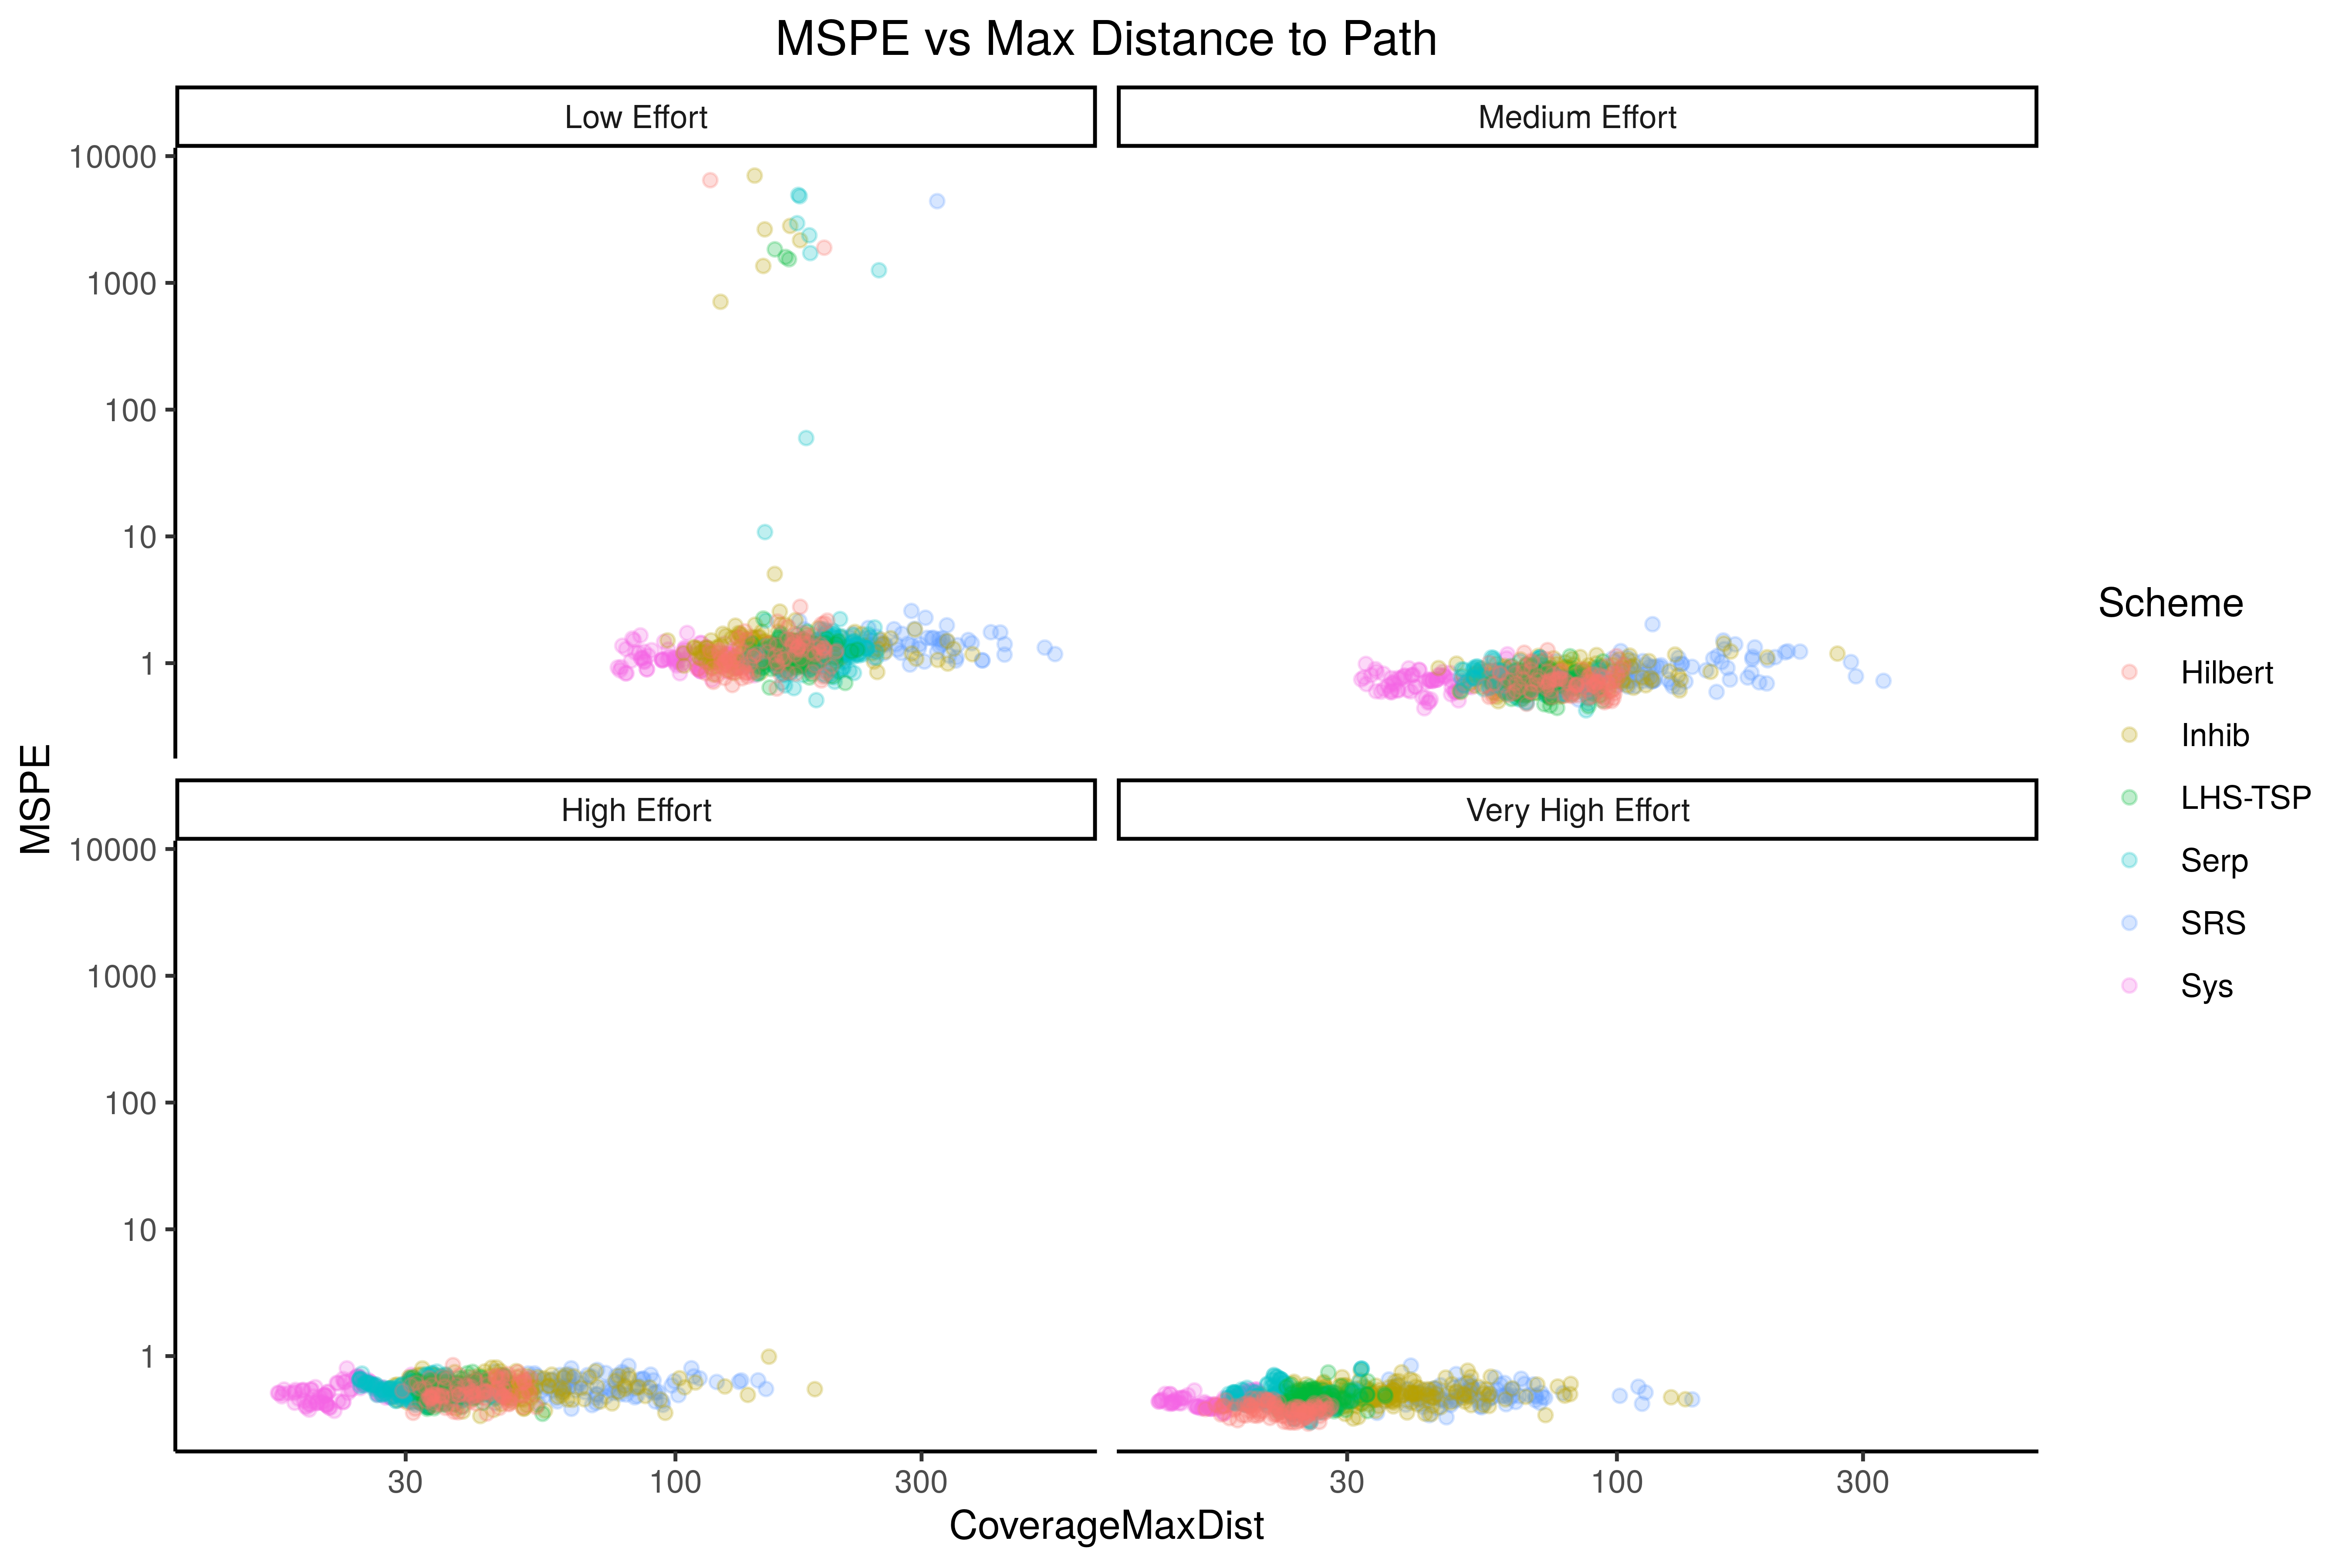 MSPE vs Max Distance to Path
Low Effort
Medium Effort
10000
1000
100
10
1
High Effort
Very High Effort
10000
1000
100
10
1
30
100
300
30
100
300
CoverageMaxDist
MSPE
Scheme
Hilbert
Inhib
LHS-TSP
Serp
SRS
Sys